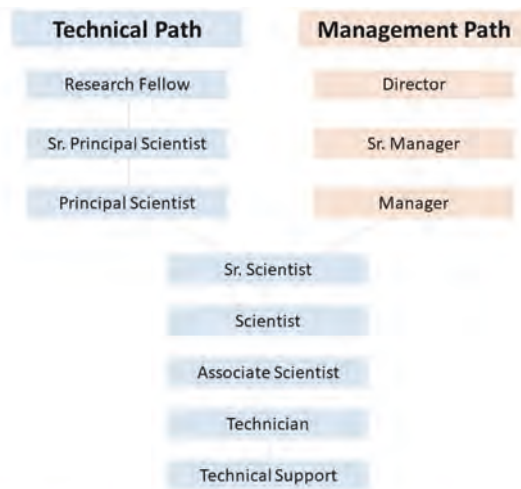 Technical Path
Management Path
Research Fellow
Director
Sr. Principal Scientist
Sr. Manager
Principal Scientist
Manager
Sr. Scientist
Scientist
Associate Scientist
Technician
Technical Support